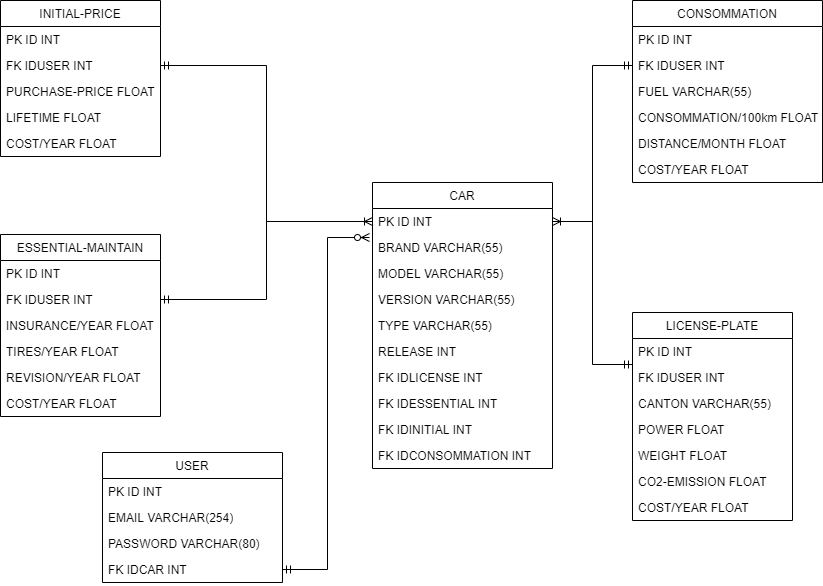 INITIAL-PRICE
PK ID INT
FK IDUSER INT
PURCHASE-PRICE FLOAT
LIFETIME FLOAT
COST/YEAR FLOAT
CONSOMMATION
PK ID INT
FK IDUSER INT
FUEL VARCHAR(55)
CONSOMMATION/100km FLOAT
DISTANCE/MONTH FLOAT
COST/YEAR FLOAT
CAR
PK ID INT
BRAND VARCHAR(55)
MODEL VARCHAR(55)
VERSION VARCHAR(55)
TYPE VARCHAR(55)
RELEASE INT
FK IDLICENSE INT
FK IDESSENTIAL INT
FK IDINITIAL INT
FK IDCONSOMMATION INT
ESSENTIAL-MAINTAIN
PK ID INT
FK IDUSER INT
INSURANCE/YEAR FLOAT
TIRES/YEAR FLOAT
REVISION/YEAR FLOAT
COST/YEAR FLOAT
LICENSE-PLATE
PK ID INT
FK IDUSER INT
CANTON VARCHAR(55)
POWER FLOAT
WEIGHT FLOAT
CO2-EMISSION FLOAT
COST/YEAR FLOAT
USER
PK ID INT
EMAIL VARCHAR(254)
PASSWORD VARCHAR(80)
FK IDCAR INT